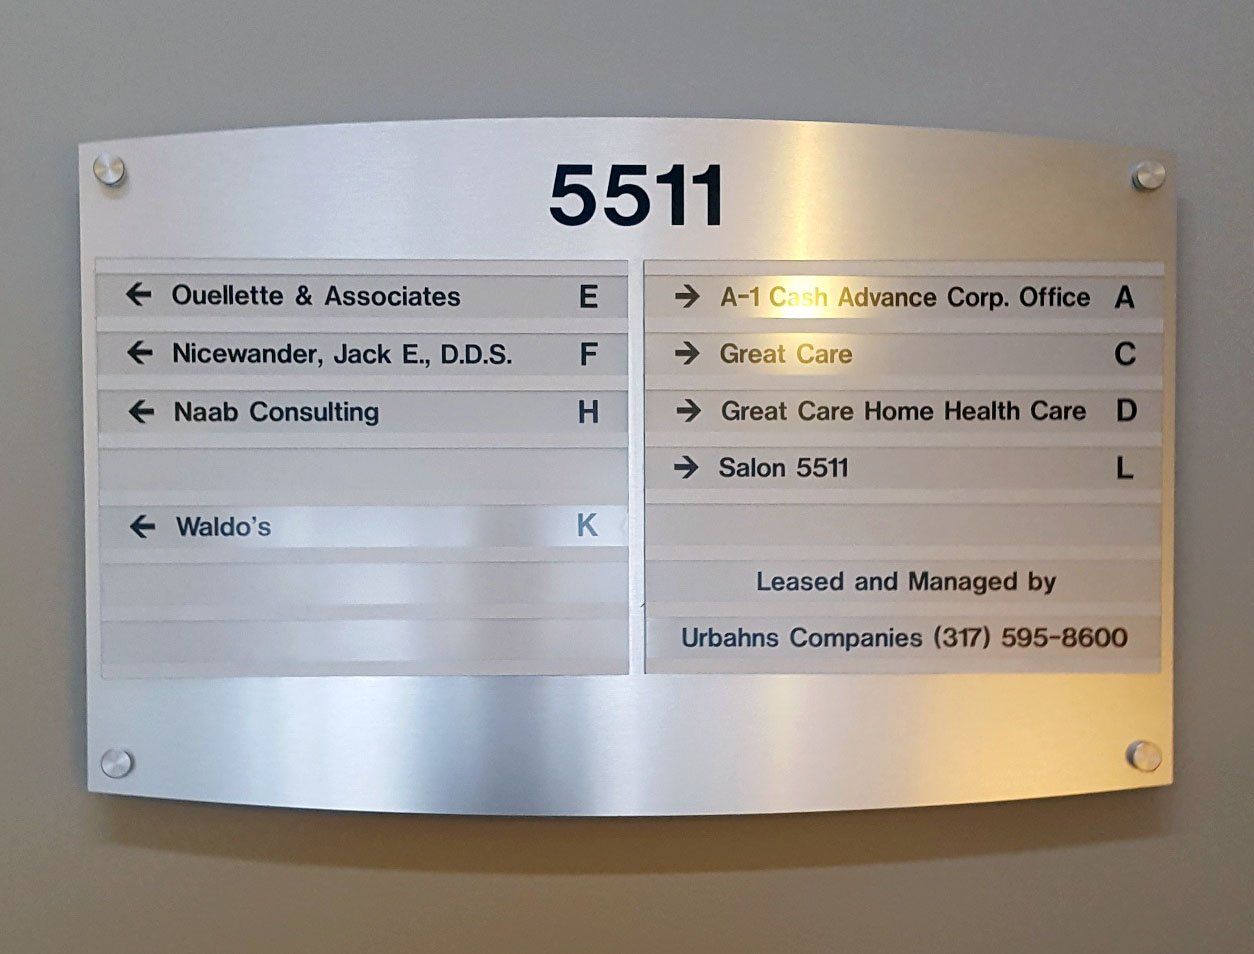 5511
← Ouellette & Associates E
← Nicewander, Jack E., D.D.S. F
← Naab Consulting H
← Waldo's K
→ A-1 Cash Advance Corp. Office A
→ Great Care C
→ Great Care Home Health Care D
→ Salon 5511 L
Leased and Managed by
Urbahns Companies (317) 595-8600